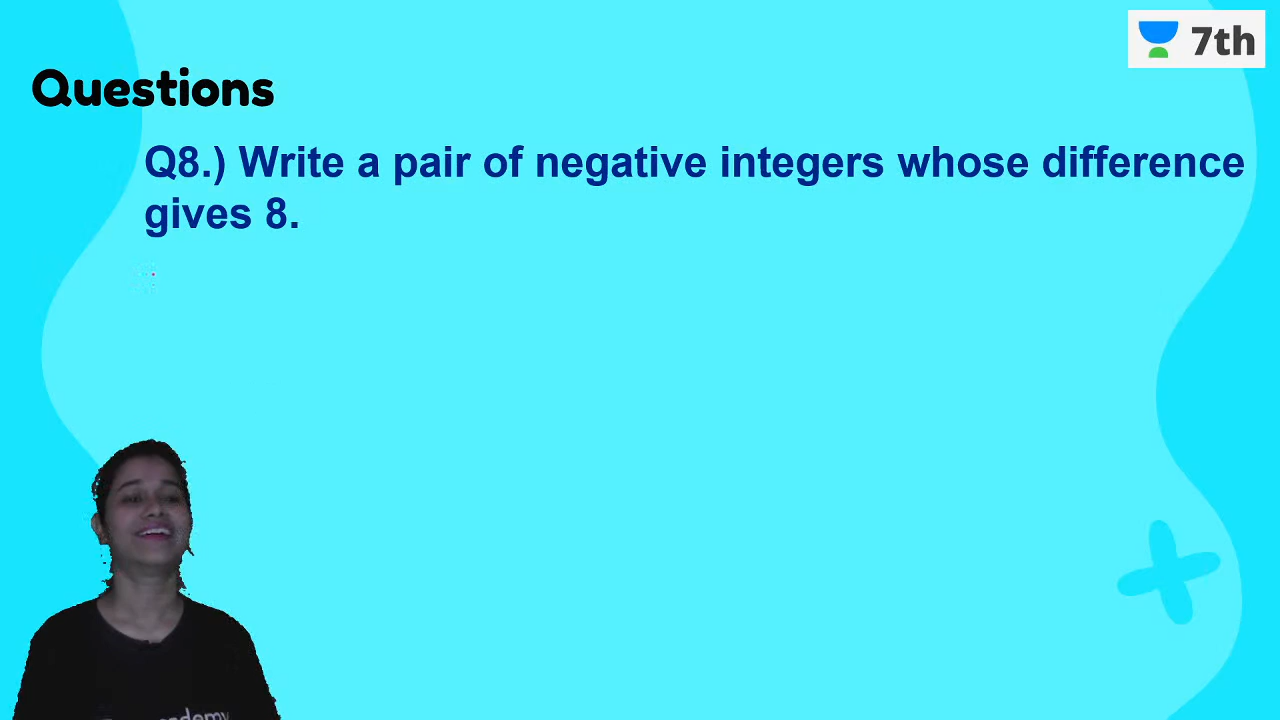 7th
Questions
Q8.) Write a pair of negative integers whose difference
gives 8.